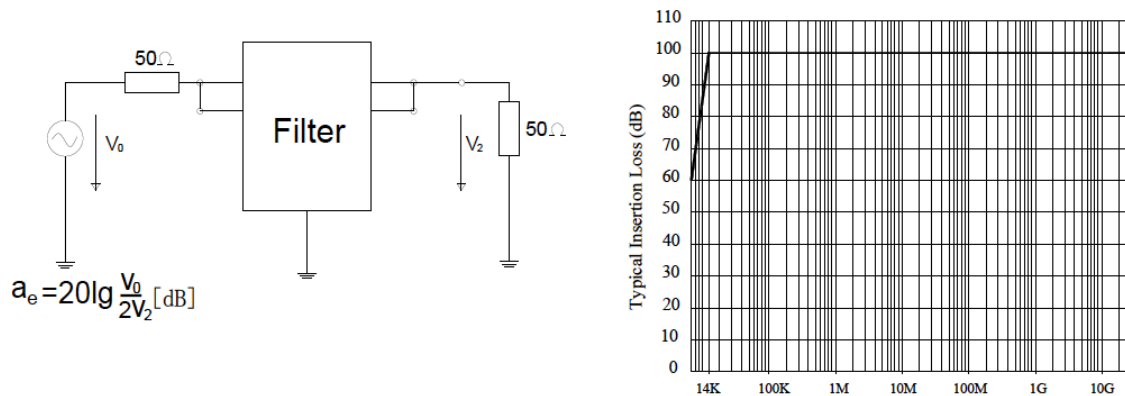 50Ω
V₀
Filter
V₂
50Ω
aₑ=20lg V₀/2V₂[dB]
Typical Insertion Loss (dB)
110
100
90
80
70
60
50
40
30
20
10
0
14K 100K 1M 10M 100M 1G 10G